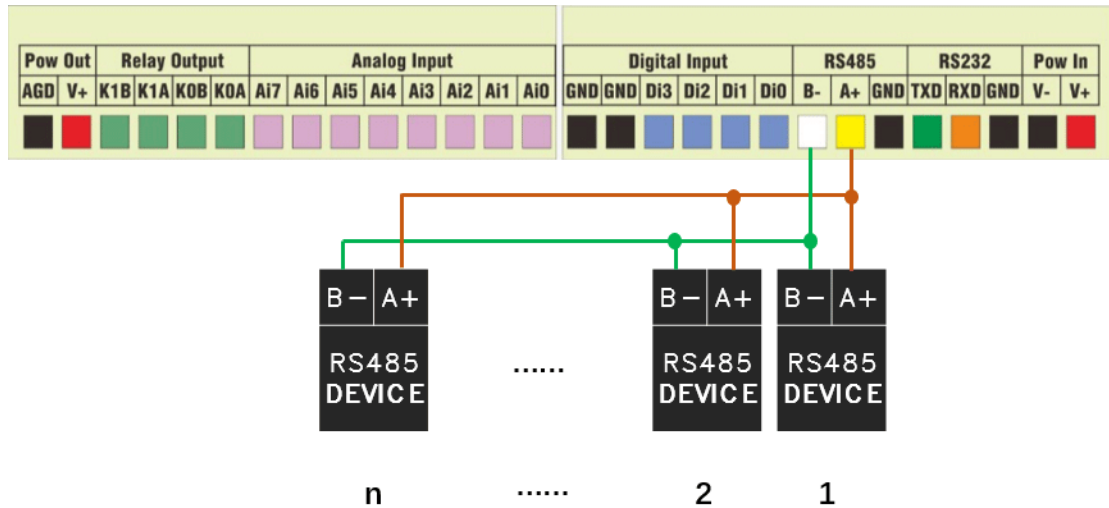 Pow Out Relay Output Analog Input Digital Input RS485 RS232 Pow In
AGD V+ K1B K1A K0B K0A Ai7 Ai6 Ai5 Ai4 Ai3 Ai2 Ai1 Ai0 GND GND Di3 Di2 Di1 Di0 B- A+ GND TXD RXD GND V- V+
B- A+ B- A+ B- A+
RS485 ...... RS485 RS485
DEVICE DEVICE DEVICE
n ...... 2 1